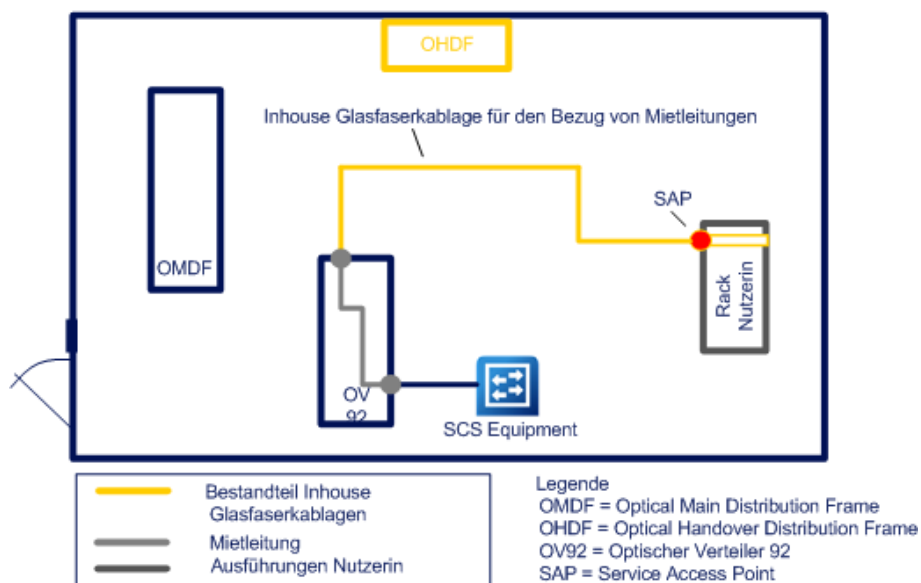 OHDF
Inhouse Glasfaserkablage für den Bezug von Mietleitungen
SAP
OMDF
Rack
Nutzerin
OV
92
SCS Equipment
Bestandteil Inhouse
Glasfaserkablagen
Mietleitung
Ausführungen Nutzerin
Legende
OMDF = Optical Main Distribution Frame
OHDF = Optical Handover Distribution Frame
OV92 = Optischer Verteiler 92
SAP = Service Access Point